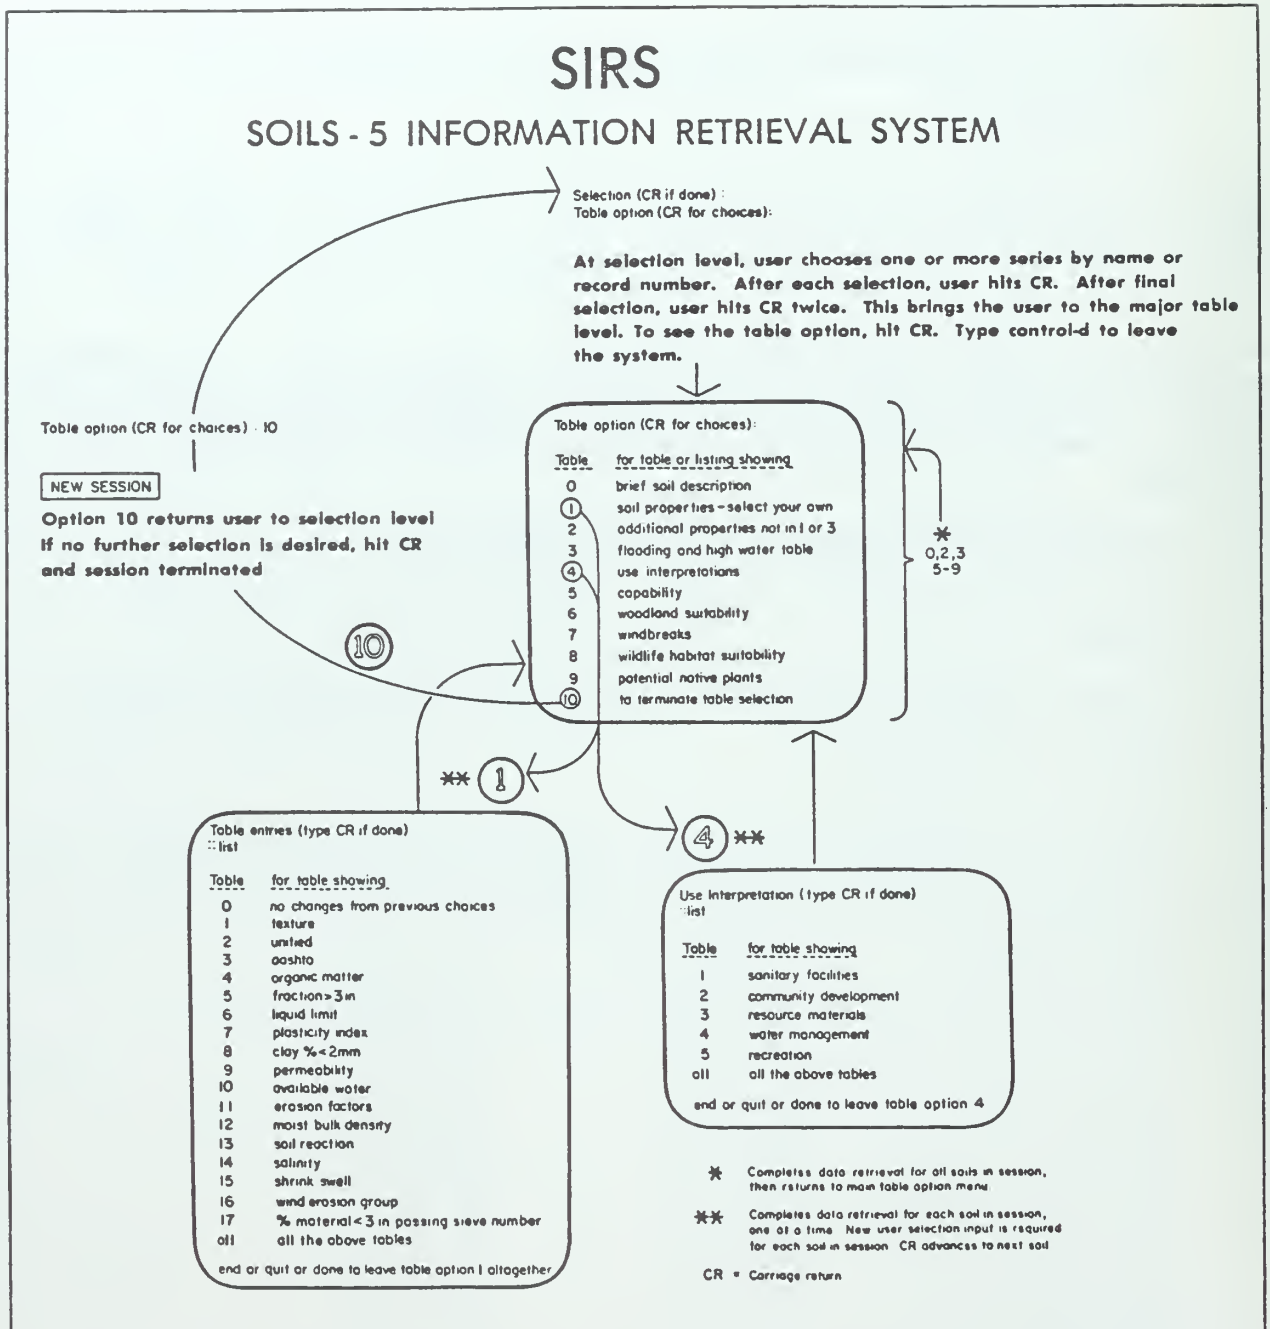 SIRS
SOILS - 5 INFORMATION RETRIEVAL SYSTEM
Selection (CR if done) :
Table option (CR for choices):
At selection level, user chooses one or more series by name or
record number. After each selection, user hits CR. After final
selection, user hits CR twice. This brings the user to the major table
level. To see the table option, hit CR. Type control-d to leave
the system.
Table option (CR for choices) : 10
NEW SESSION
Option 10 returns user to selection level
If no further selection is desired, hit CR
and session terminated
10
Table option (CR for choices):
Table for table or listing showing
0 brief soil description
1 soil properties - select your own
2 additional properties not in 1 or 3
3 flooding and high water table
4 use interpretations
5 capability
6 woodland suitability
7 windbreaks
8 wildlife habitat suitability
9 potential native plants
10 to terminate table selection
*
0,2,3
5-9
** 1
4 **
Table entries (type CR if done)
::list
Table for table showing
0 no changes from previous choices
1 texture
2 unified
3 aashto
4 organic matter
5 fraction > 3 in
6 liquid limit
7 plasticity index
8 clay % < 2mm
9 permeability
10 available water
11 erosion factors
12 moist bulk density
13 soil reaction
14 salinity
15 shrink swell
16 wind erosion group
17 % material < 3 in passing sieve number
all all the above tables
end or quit or done to leave table option 1 altogether
Use Interpretation (type CR if done)
::list
Table for table showing
1 sanitary facilities
2 community development
3 resource materials
4 water management
5 recreation
all all the above tables
end or quit or done to leave table option 4
* Completes data retrieval for all soils in session,
then returns to main table option menu.
** Completes data retrieval for each soil in session,
one at a time. New user selection input is required
for each soil in session. CR advances to next soil
CR = Carriage return